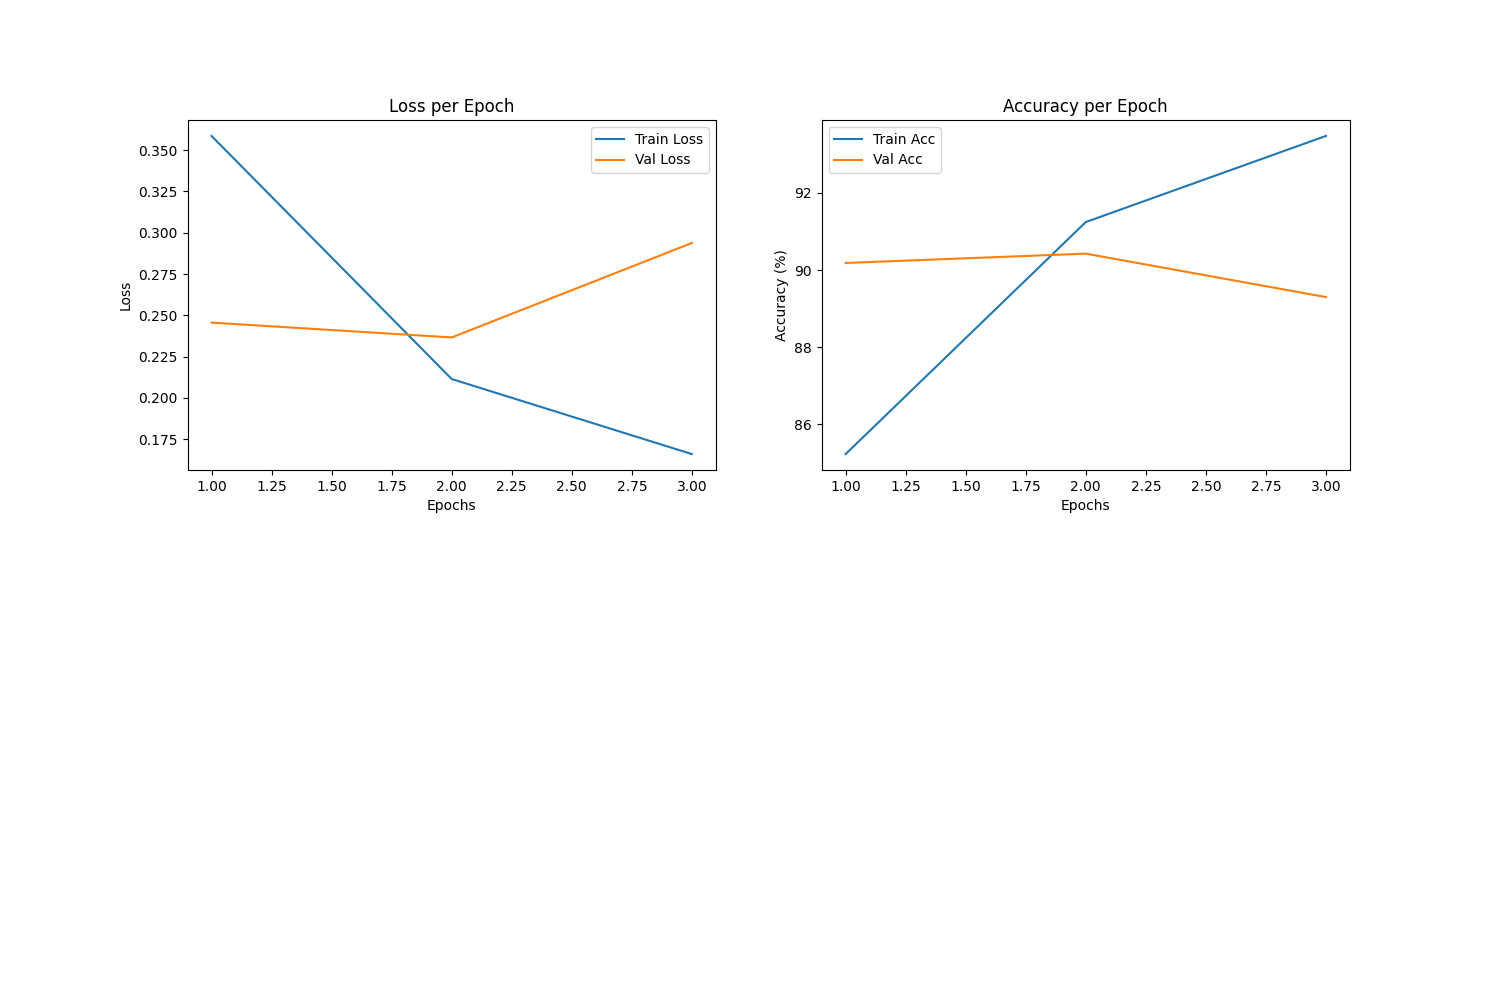 Loss per Epoch
Loss
0.350
0.325
0.300
0.275
0.250
0.225
0.200
0.175
Train Loss
Val Loss
1.00 1.25 1.50 1.75 2.00 2.25 2.50 2.75 3.00
Epochs
Accuracy per Epoch
Accuracy (%)
92
90
88
86
Train Acc
Val Acc
1.00 1.25 1.50 1.75 2.00 2.25 2.50 2.75 3.00
Epochs